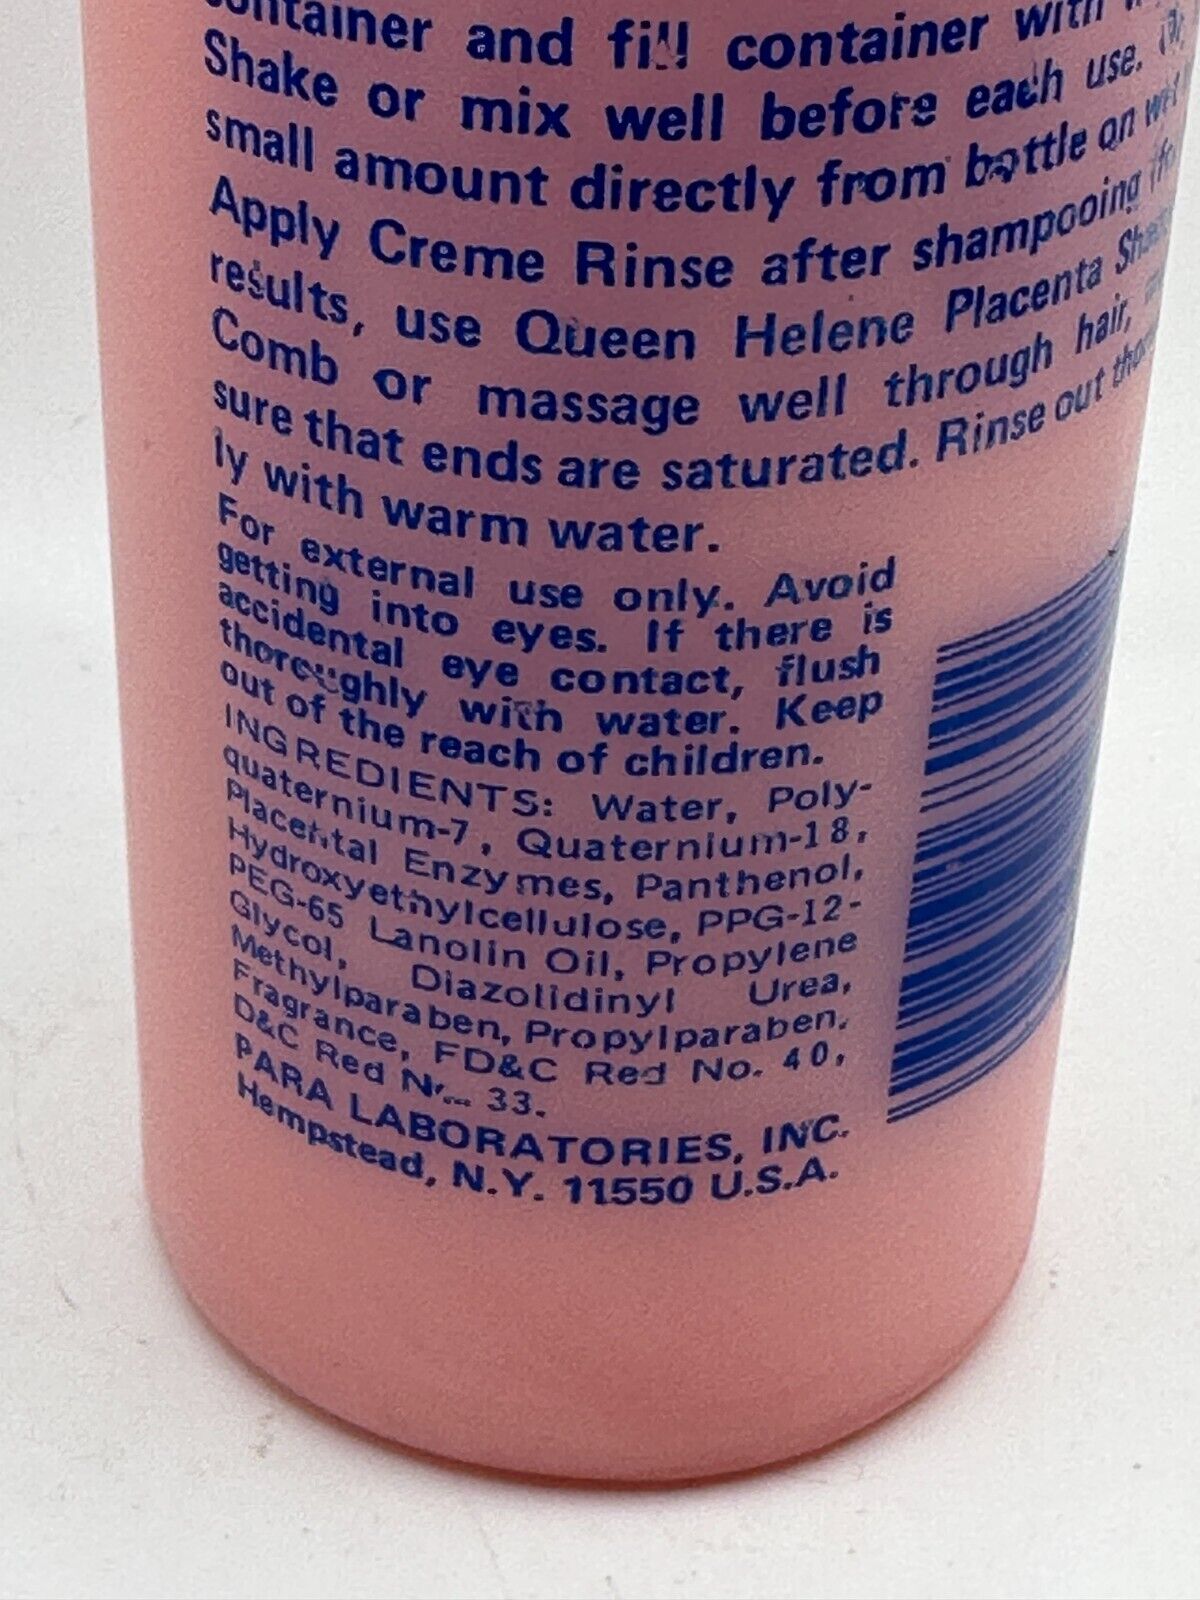 container and fill container with
Shake or mix well before each use.
small amount directly from bottle on wet
Apply Creme Rinse after shampooing (for
results, use Queen Helene Placenta
Comb or massage well through hair,
sure that ends are saturated. Rinse out
ly with warm water.
For external use only. Avoid
getting into eyes. If there is
accidental eye contact, flush
thoroughly with water. Keep
out of the reach of children.
INGREDIENTS: Water, Poly-
quaternium-7, Quaternium-18,
Placental Enzymes, Panthenol,
Hydroxyethylcellulose, PPG-12-
PEG-65 Lanolin Oil, Propylene
Glycol, Diazolidinyl Urea,
Methylparaben, Propylparaben,
Fragrance, FD&C Red No. 40,
D&C Red No. 33.
PARA LABORATORIES, INC.
Hempstead, N.Y. 11550 U.S.A.